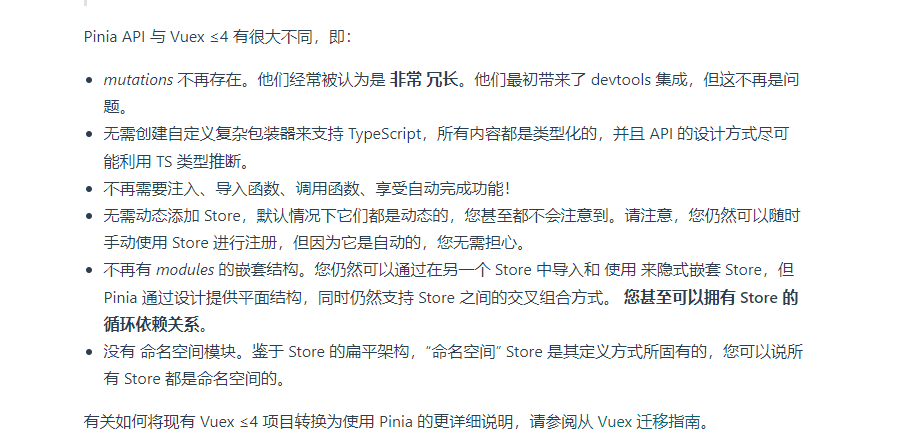 Pinia API 与 Vuex ≤4 有很大不同，即：
mutations 不再存在。他们经常被认为是 非常 冗长。他们最初带来了 devtools 集成，但这不再是问
题。
无需创建自定义复杂包装器来支持 TypeScript，所有内容都是类型化的，并且 API 的设计方式尽可
能利用 TS 类型推断。
不再需要注入、导入函数、调用函数、享受自动完成功能！
无需动态添加 Store，默认情况下它们都是动态的，您甚至都不会注意到。请注意，您仍然可以随时
手动使用 Store 进行注册，但因为它是自动的，您无需担心。
不再有 modules 的嵌套结构。您仍然可以通过在另一个 Store 中导入和 使用 来隐式嵌套 Store，但
Pinia 通过设计提供平面结构，同时仍然支持 Store 之间的交叉组合方式。 您甚至可以拥有 Store 的
循环依赖关系。
没有 命名空间模块。鉴于 Store 的扁平架构，“命名空间” Store 是其定义方式所固有的，您可以说所
有 Store 都是命名空间的。
有关如何将现有 Vuex ≤4 项目转换为使用 Pinia 的更详细说明，请参阅从 Vuex 迁移指南。